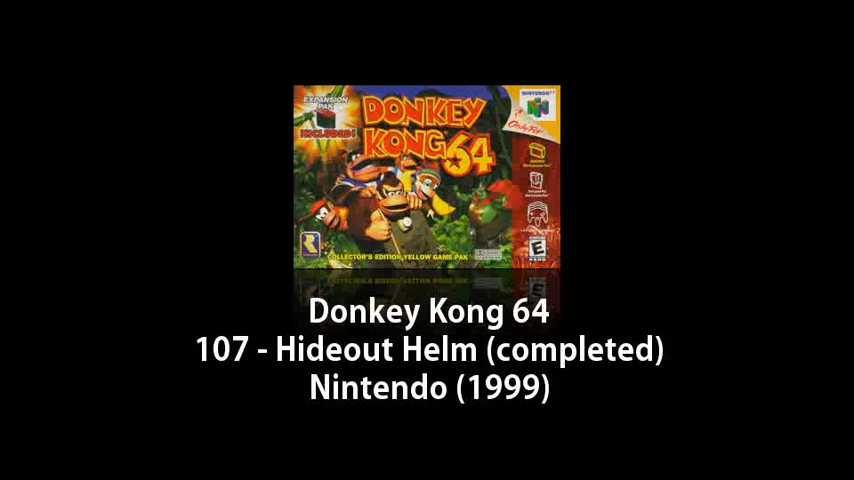 EXPANSION
PAK
INCLUDED!
DONKEY
KONG 64
NINTENDO
Only For
COLLECTOR'S EDITION YELLOW GAME PAK
E
Donkey Kong 64
107 - Hideout Helm (completed)
Nintendo (1999)